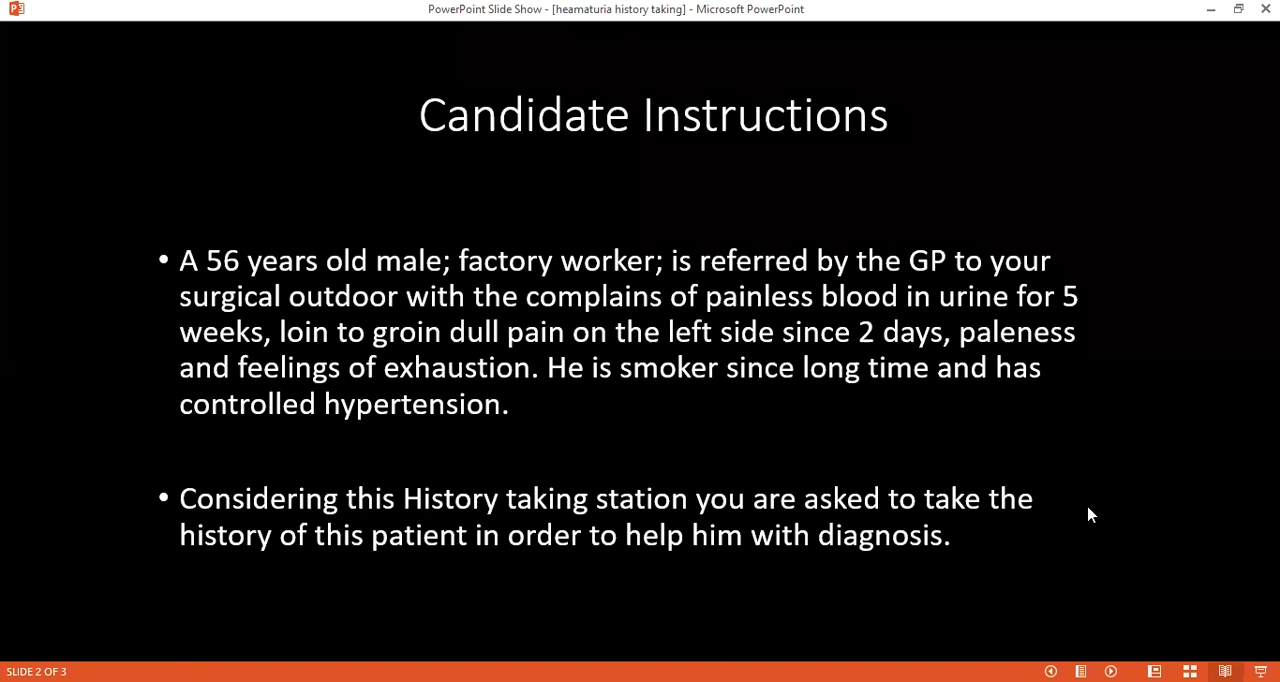 PowerPoint Slide Show - [heamaturia history taking] - Microsoft PowerPoint
Candidate Instructions
• A 56 years old male; factory worker; is referred by the GP to your
surgical outdoor with the complains of painless blood in urine for 5
weeks, loin to groin dull pain on the left side since 2 days, paleness
and feelings of exhaustion. He is smoker since long time and has
controlled hypertension.
• Considering this History taking station you are asked to take the
history of this patient in order to help him with diagnosis.
SLIDE 2 OF 3